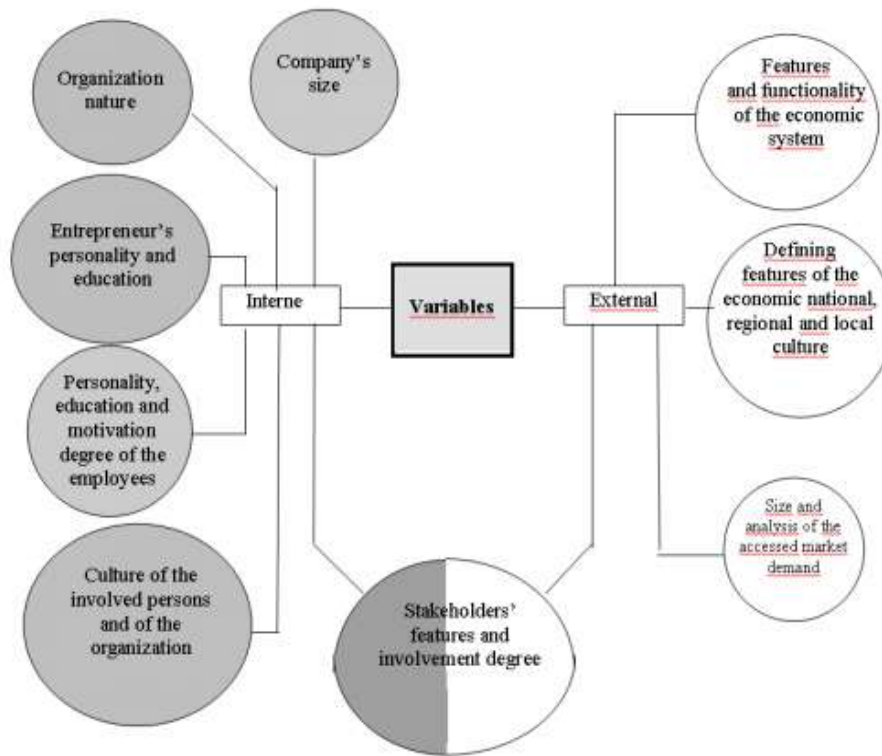 Organization
nature
Company's
size
Features
and functionality
of the economic
system
Entrepreneur's
personality and
education
Interne
Variables
External
Defining
features of the
economic national,
regional and local
culture
Personality,
education and
motivation
degree of the
employees
Size and
analysis of the
accessed market
demand
Culture of the
involved persons
and of the
organization
Stakeholders'
features and
involvement degree